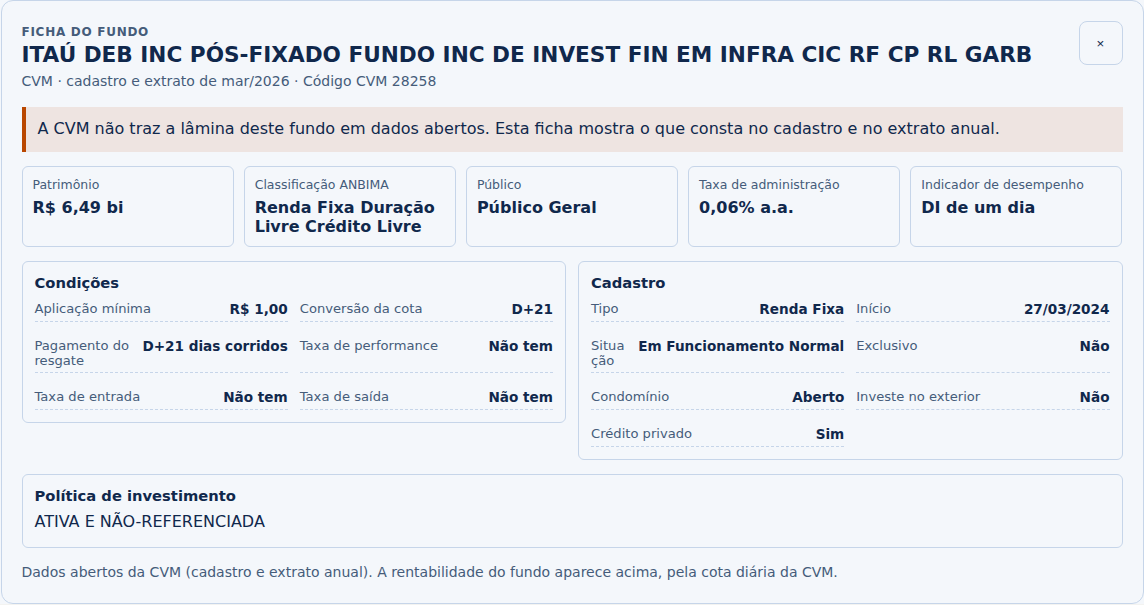 FICHA DO FUNDO
ITAÚ DEB INC PÓS-FIXADO FUNDO INC DE INVEST FIN EM INFRA CIC RF CP RL GARB
×
CVM · cadastro e extrato de mar/2026 · Código CVM 28258
A CVM não traz a lâmina deste fundo em dados abertos. Esta ficha mostra o que consta no cadastro e no extrato anual.
Patrimônio
R$ 6,49 bi
Classificação ANBIMA
Renda Fixa Duração
Livre Crédito Livre
Público
Público Geral
Taxa de administração
0,06% a.a.
Indicador de desempenho
DI de um dia
Condições
Aplicação mínima R$ 1,00 Conversão da cota D+21
Pagamento do resgate D+21 dias corridos Taxa de performance Não tem
Taxa de entrada Não tem Taxa de saída Não tem
Cadastro
Tipo Renda Fixa Início 27/03/2024
Situação Em Funcionamento Normal Exclusivo Não
Condomínio Aberto Investe no exterior Não
Crédito privado Sim
Política de investimento
ATIVA E NÃO-REFERENCIADA
Dados abertos da CVM (cadastro e extrato anual). A rentabilidade do fundo aparece acima, pela cota diária da CVM.